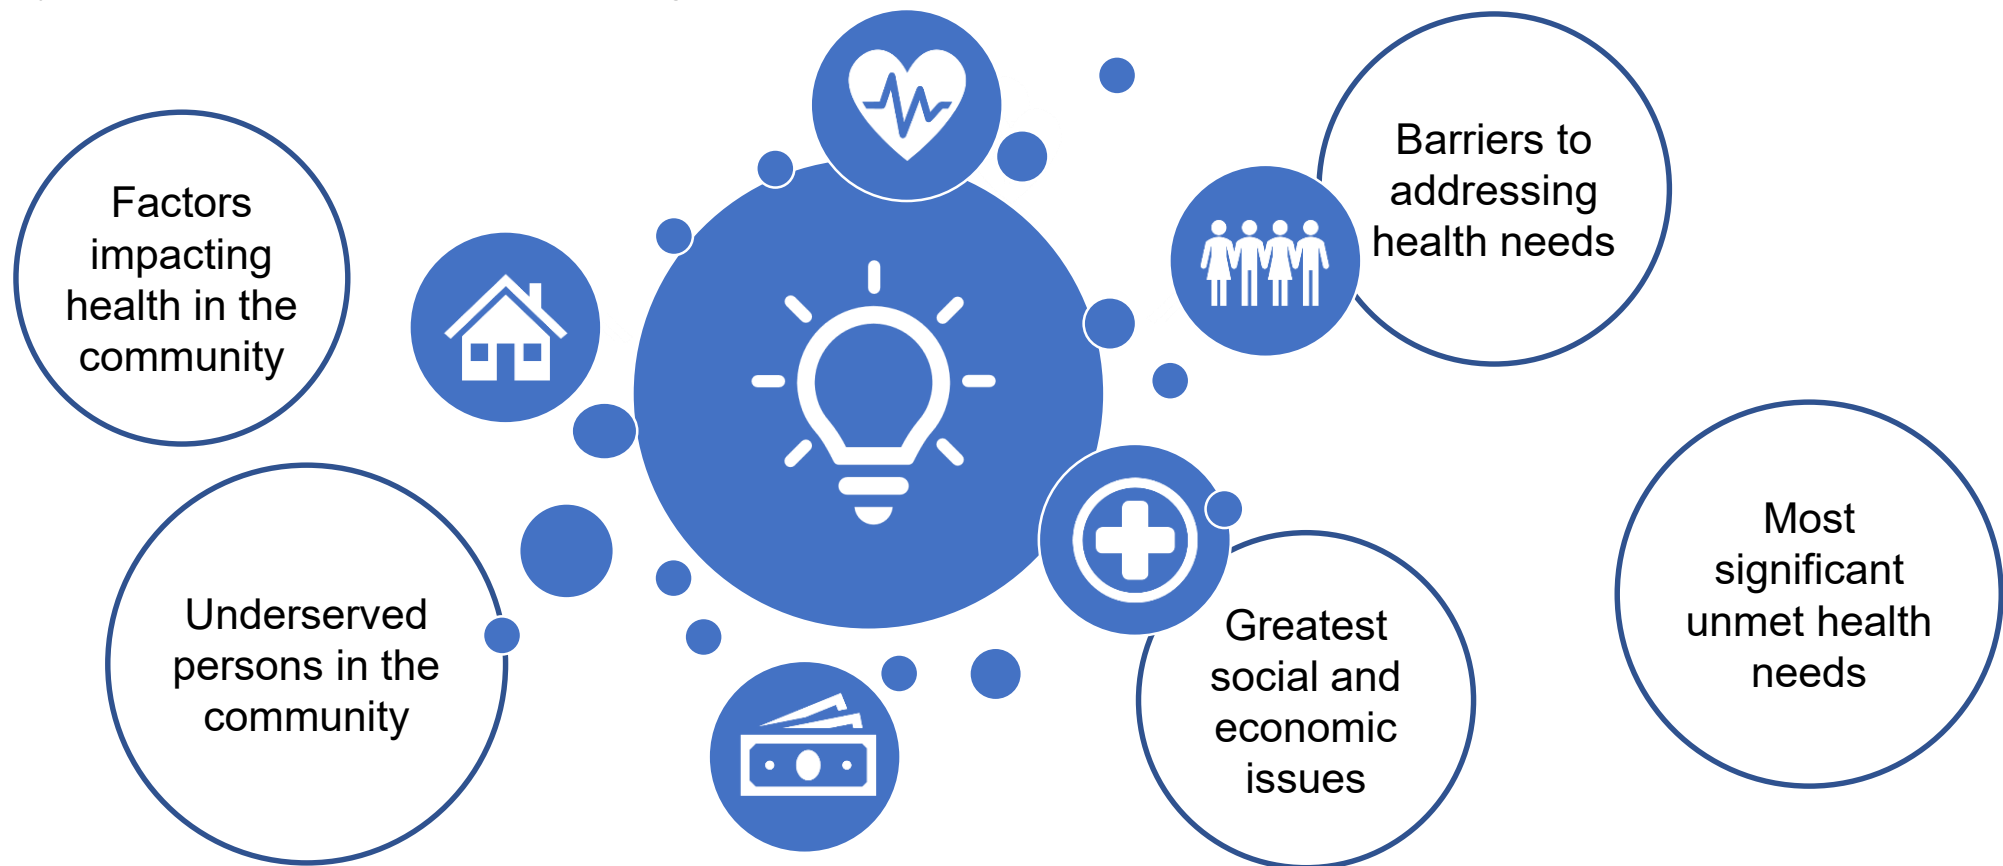 Factors
impacting
health in the
community
Underserved
persons in the
community
Barriers to
addressing
health needs
Greatest
social and
economic
issues
Most
significant
unmet health
needs